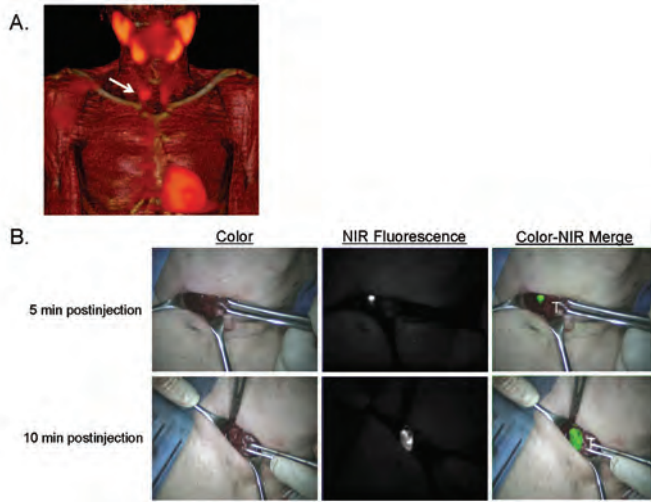 A.
B.
Color NIR Fluorescence Color-NIR Merge
5 min postinjection
T
10 min postinjection
T